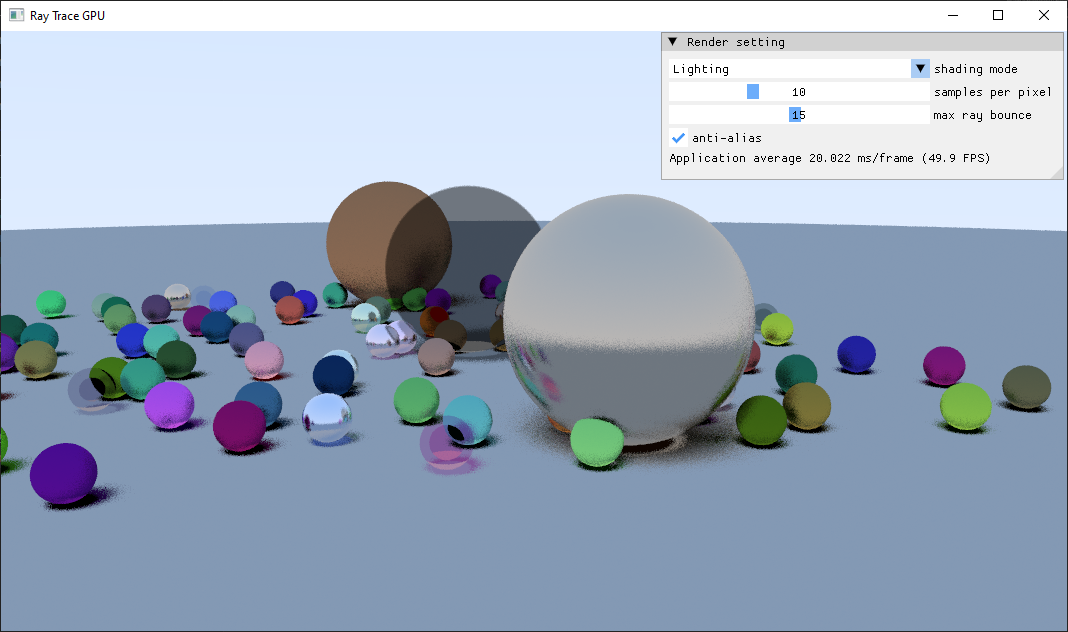 Ray Trace GPU
Render setting
Lighting shading mode
10 samples per pixel
15 max ray bounce
anti-alias
Application average 20.022 ms/frame (49.9 FPS)